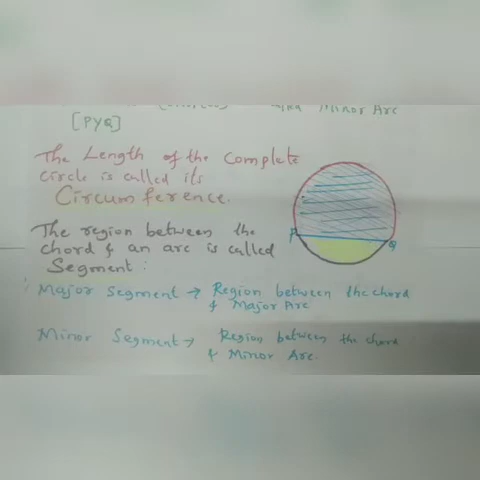 Minor Arc
[PYQ]
The Length of the Complete
circle is called its
Circumference.
The region between the
chord & an arc is called
Segment:
P
Q
Major Segment → Region between the chord
& Major Arc
Minor Segment → Region between the chord
& Minor Arc.